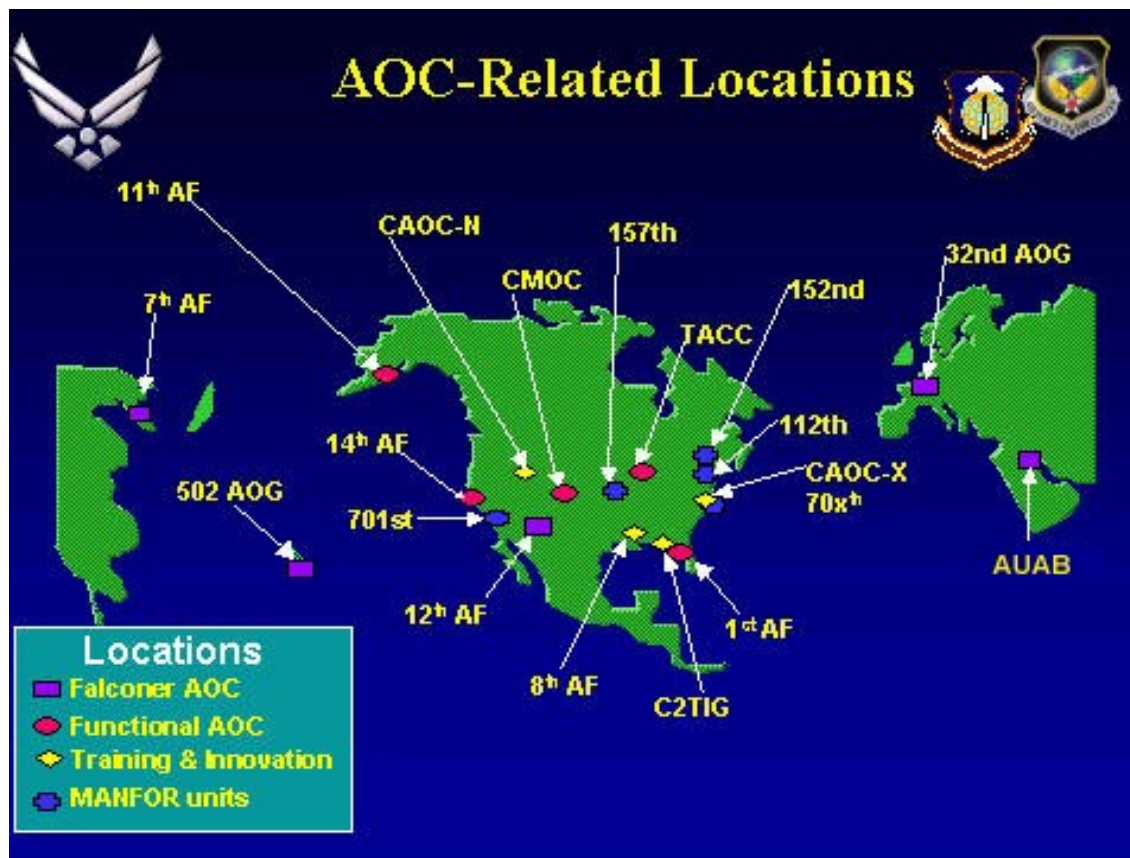 AOC-Related Locations
11th AF
CAOC-N
157th
32nd AOG
CMOC
152nd
7th AF
TACC
112th
14th AF
CAOC-X
70xth
502 AOG
701st
AUAB
12th AF
1st AF
8th AF
C2TIG
Locations
Falconer AOC
Functional AOC
Training & Innovation
MANFOR units